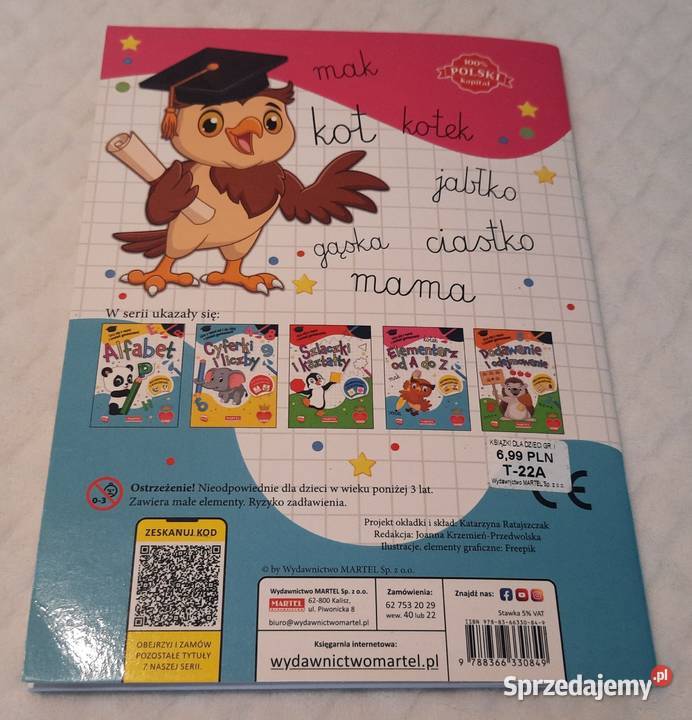 mak
100%
POLSKI
kapitał
kot kotek
jabłko
gąska ciastko
mama
W serii ukazały się:
Alfabet
Cyferki
i liczby
Szlaczki
i kształty
Elementarz
od A do Z
Dodawanie
i odejmowanie
KSIĄŻKI DLA DZIECI GR. I
6,99 PLN
T-22A
Wydawnictwo MARTEL Sp. z o.o.
0-3
Ostrzeżenie! Nieodpowiednie dla dzieci w wieku poniżej 3 lat.
Zawiera małe elementy. Ryzyko zadławienia.
CE
Projekt okładki i skład: Katarzyna Ratajszczak
Redakcja: Joanna Krzemień-Przedwolska
Ilustracje, elementy graficzne: Freepik
ZESKANUJ KOD
OBEJRZYJ I ZAMÓW
POZOSTAŁE TYTUŁY
Z NASZEJ SERII.
© by Wydawnictwo MARTEL Sp. z o.o.
Wydawnictwo MARTEL Sp. z o.o.
MARTEL
62-800 Kalisz,
ul. Piwonicka 8
biuro@wydawnictwomartel.pl
Zamówienia:
62 753 20 29
wew. 40 lub 22
Księgarnia internetowa:
wydawnictwomartel.pl
Znajdź nas:
Stawka 5% VAT
ISBN 978-83-66330-84-9
9 788366 330849
Sprzedajemy.pl